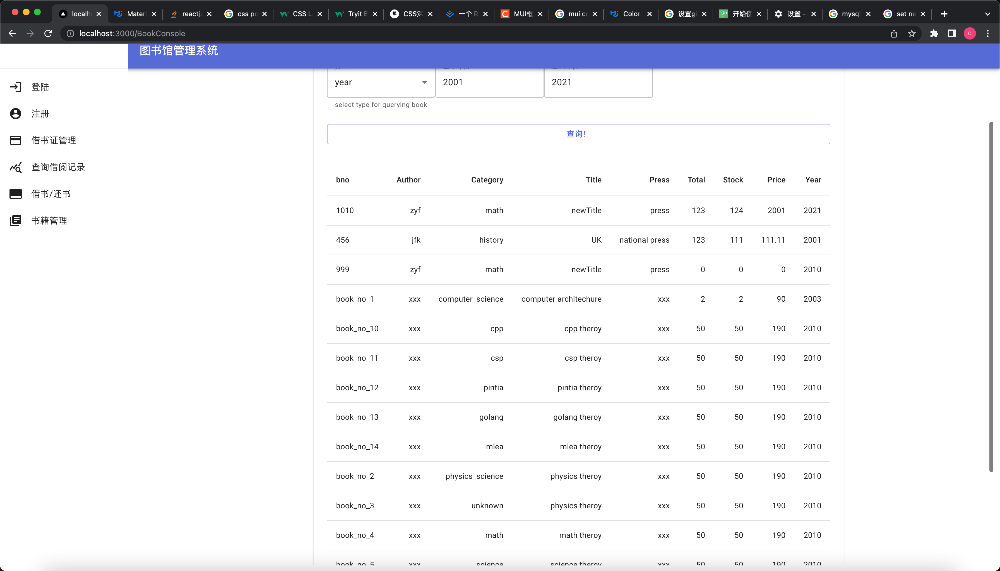 localh Materi reactjs css po CSS L Tryit E CSS深 一个 R MUI框 mui co Color 设置gi 开始使 设置 - mysql set ne
localhost:3000/BookConsole C
图书馆管理系统
登陆
注册
借书证管理
查询借阅记录
借书/还书
书籍管理
year 2001 2021
select type for querying book
查询!
bno Author Category Title Press Total Stock Price Year
1010 zyf math newTitle press 123 124 2001 2021
456 jfk history UK national press 123 111 111.11 2001
999 zyf math newTitle press 0 0 0 2010
book_no_1 xxx computer_science computer architechure xxx 2 2 90 2003
book_no_10 xxx cpp cpp theroy xxx 50 50 190 2010
book_no_11 xxx csp csp theroy xxx 50 50 190 2010
book_no_12 xxx pintia pintia theroy xxx 50 50 190 2010
book_no_13 xxx golang golang theroy xxx 50 50 190 2010
book_no_14 xxx mlea mlea theroy xxx 50 50 190 2010
book_no_2 xxx physics_science physics theroy xxx 50 50 190 2010
book_no_3 xxx unknown physics theroy xxx 50 50 190 2010
book_no_4 xxx math math theroy xxx 50 50 190 2010
book_no_5 xxx science science theroy xxx 50 50 190 2010